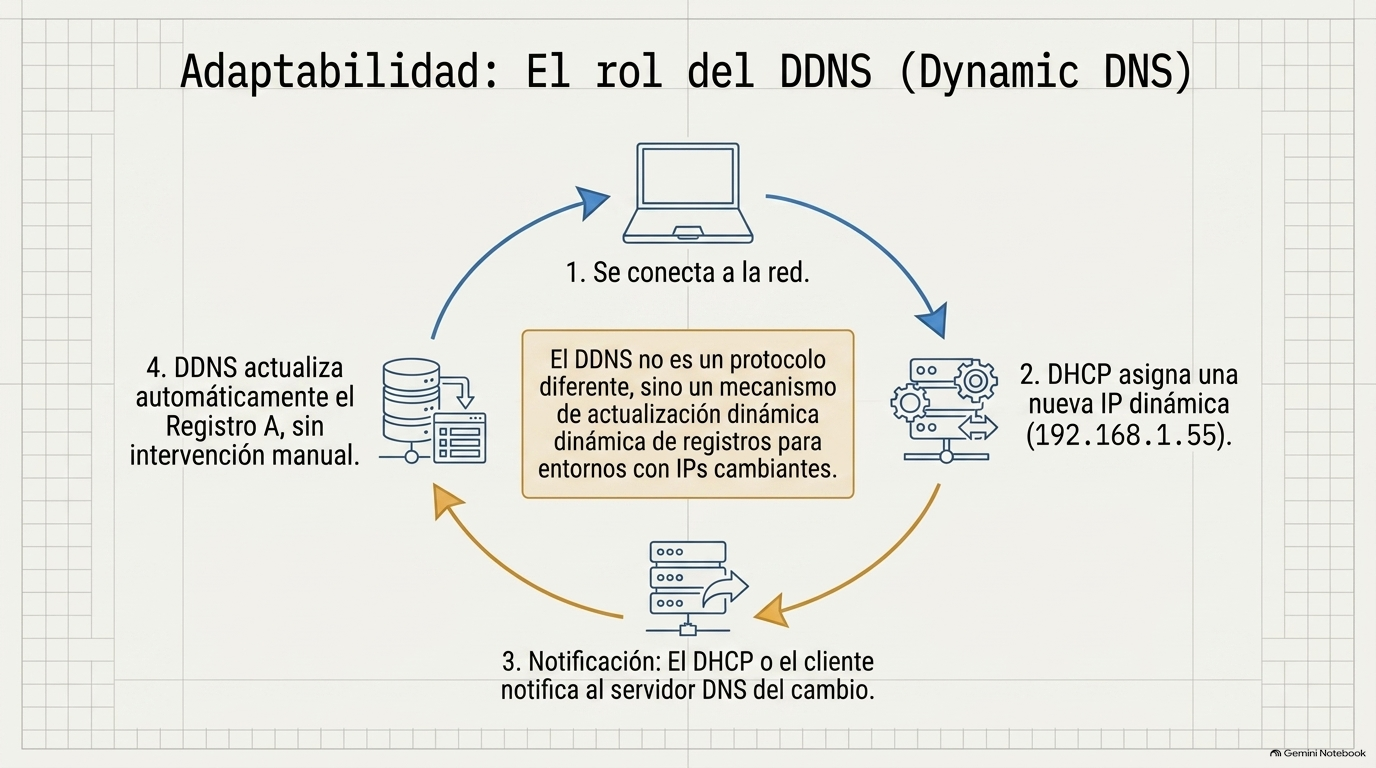 Adaptabilidad: El rol del DDNS (Dynamic DNS)
1. Se conecta a la red.
2. DHCP asigna una
nueva IP dinámica
(192.168.1.55).
3. Notificación: El DHCP o el cliente
notifica al servidor DNS del cambio.
4. DDNS actualiza
automáticamente el
Registro A, sin
intervención manual.
El DDNS no es un protocolo
diferente, sino un mecanismo
de actualización dinámica
dinámica de registros para
entornos con IPs cambiantes.
Gemini Notebook